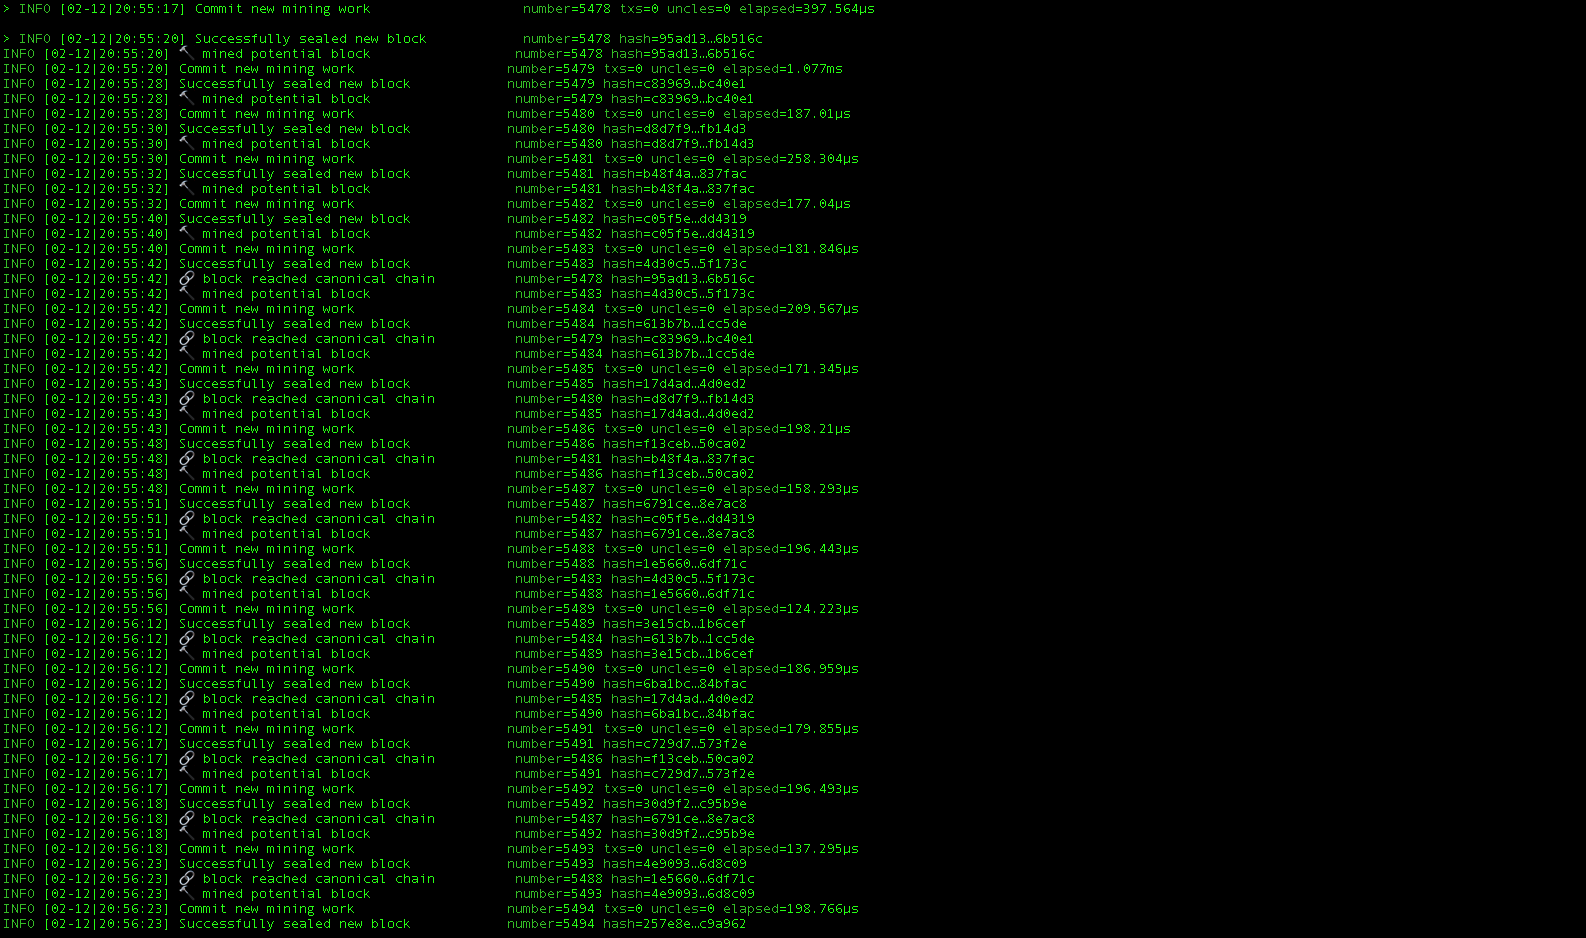 > INFO [02-12|20:55:17] Commit new mining work number=5478 txs=0 uncles=0 elapsed=397.564µs
> INFO [02-12|20:55:20] Successfully sealed new block number=5478 hash=95ad13…6b516c
INFO [02-12|20:55:20] 🔨 mined potential block number=5478 hash=95ad13…6b516c
INFO [02-12|20:55:20] Commit new mining work number=5479 txs=0 uncles=0 elapsed=1.077ms
INFO [02-12|20:55:28] Successfully sealed new block number=5479 hash=c83969…bc40e1
INFO [02-12|20:55:28] 🔨 mined potential block number=5479 hash=c83969…bc40e1
INFO [02-12|20:55:28] Commit new mining work number=5480 txs=0 uncles=0 elapsed=187.01µs
INFO [02-12|20:55:30] Successfully sealed new block number=5480 hash=d8d7f9…fb14d3
INFO [02-12|20:55:30] 🔨 mined potential block number=5480 hash=d8d7f9…fb14d3
INFO [02-12|20:55:30] Commit new mining work number=5481 txs=0 uncles=0 elapsed=258.304µs
INFO [02-12|20:55:32] Successfully sealed new block number=5481 hash=b48f4a…837fac
INFO [02-12|20:55:32] 🔨 mined potential block number=5481 hash=b48f4a…837fac
INFO [02-12|20:55:32] Commit new mining work number=5482 txs=0 uncles=0 elapsed=177.04µs
INFO [02-12|20:55:40] Successfully sealed new block number=5482 hash=c05f5e…dd4319
INFO [02-12|20:55:40] 🔨 mined potential block number=5482 hash=c05f5e…dd4319
INFO [02-12|20:55:40] Commit new mining work number=5483 txs=0 uncles=0 elapsed=181.846µs
INFO [02-12|20:55:42] Successfully sealed new block number=5483 hash=4d30c5…5f173c
INFO [02-12|20:55:42] 🔗 block reached canonical chain number=5478 hash=95ad13…6b516c
INFO [02-12|20:55:42] 🔨 mined potential block number=5483 hash=4d30c5…5f173c
INFO [02-12|20:55:42] Commit new mining work number=5484 txs=0 uncles=0 elapsed=209.567µs
INFO [02-12|20:55:42] Successfully sealed new block number=5484 hash=613b7b…1cc5de
INFO [02-12|20:55:42] 🔗 block reached canonical chain number=5479 hash=c83969…bc40e1
INFO [02-12|20:55:42] 🔨 mined potential block number=5484 hash=613b7b…1cc5de
INFO [02-12|20:55:42] Commit new mining work number=5485 txs=0 uncles=0 elapsed=171.345µs
INFO [02-12|20:55:43] Successfully sealed new block number=5485 hash=17d4ad…4d0ed2
INFO [02-12|20:55:43] 🔗 block reached canonical chain number=5480 hash=d8d7f9…fb14d3
INFO [02-12|20:55:43] 🔨 mined potential block number=5485 hash=17d4ad…4d0ed2
INFO [02-12|20:55:43] Commit new mining work number=5486 txs=0 uncles=0 elapsed=198.21µs
INFO [02-12|20:55:48] Successfully sealed new block number=5486 hash=f13ceb…50ca02
INFO [02-12|20:55:48] 🔗 block reached canonical chain number=5481 hash=b48f4a…837fac
INFO [02-12|20:55:48] 🔨 mined potential block number=5486 hash=f13ceb…50ca02
INFO [02-12|20:55:48] Commit new mining work number=5487 txs=0 uncles=0 elapsed=158.293µs
INFO [02-12|20:55:51] Successfully sealed new block number=5487 hash=6791ce…8e7ac8
INFO [02-12|20:55:51] 🔗 block reached canonical chain number=5482 hash=c05f5e…dd4319
INFO [02-12|20:55:51] 🔨 mined potential block number=5487 hash=6791ce…8e7ac8
INFO [02-12|20:55:51] Commit new mining work number=5488 txs=0 uncles=0 elapsed=196.443µs
INFO [02-12|20:55:56] Successfully sealed new block number=5488 hash=1e5660…6df71c
INFO [02-12|20:55:56] 🔗 block reached canonical chain number=5483 hash=4d30c5…5f173c
INFO [02-12|20:55:56] 🔨 mined potential block number=5488 hash=1e5660…6df71c
INFO [02-12|20:55:56] Commit new mining work number=5489 txs=0 uncles=0 elapsed=124.223µs
INFO [02-12|20:56:12] Successfully sealed new block number=5489 hash=3e15cb…1b6cef
INFO [02-12|20:56:12] 🔗 block reached canonical chain number=5484 hash=613b7b…1cc5de
INFO [02-12|20:56:12] 🔨 mined potential block number=5489 hash=3e15cb…1b6cef
INFO [02-12|20:56:12] Commit new mining work number=5490 txs=0 uncles=0 elapsed=186.959µs
INFO [02-12|20:56:12] Successfully sealed new block number=5490 hash=6ba1bc…84bfac
INFO [02-12|20:56:12] 🔗 block reached canonical chain number=5485 hash=17d4ad…4d0ed2
INFO [02-12|20:56:12] 🔨 mined potential block number=5490 hash=6ba1bc…84bfac
INFO [02-12|20:56:12] Commit new mining work number=5491 txs=0 uncles=0 elapsed=179.855µs
INFO [02-12|20:56:17] Successfully sealed new block number=5491 hash=c729d7…573f2e
INFO [02-12|20:56:17] 🔗 block reached canonical chain number=5486 hash=f13ceb…50ca02
INFO [02-12|20:56:17] 🔨 mined potential block number=5491 hash=c729d7…573f2e
INFO [02-12|20:56:17] Commit new mining work number=5492 txs=0 uncles=0 elapsed=196.493µs
INFO [02-12|20:56:18] Successfully sealed new block number=5492 hash=30d9f2…c95b9e
INFO [02-12|20:56:18] 🔗 block reached canonical chain number=5487 hash=6791ce…8e7ac8
INFO [02-12|20:56:18] 🔨 mined potential block number=5492 hash=30d9f2…c95b9e
INFO [02-12|20:56:18] Commit new mining work number=5493 txs=0 uncles=0 elapsed=137.295µs
INFO [02-12|20:56:23] Successfully sealed new block number=5493 hash=4e9093…6d8c09
INFO [02-12|20:56:23] 🔗 block reached canonical chain number=5488 hash=1e5660…6df71c
INFO [02-12|20:56:23] 🔨 mined potential block number=5493 hash=4e9093…6d8c09
INFO [02-12|20:56:23] Commit new mining work number=5494 txs=0 uncles=0 elapsed=198.766µs
INFO [02-12|20:56:23] Successfully sealed new block number=5494 hash=257e8e…c9a962